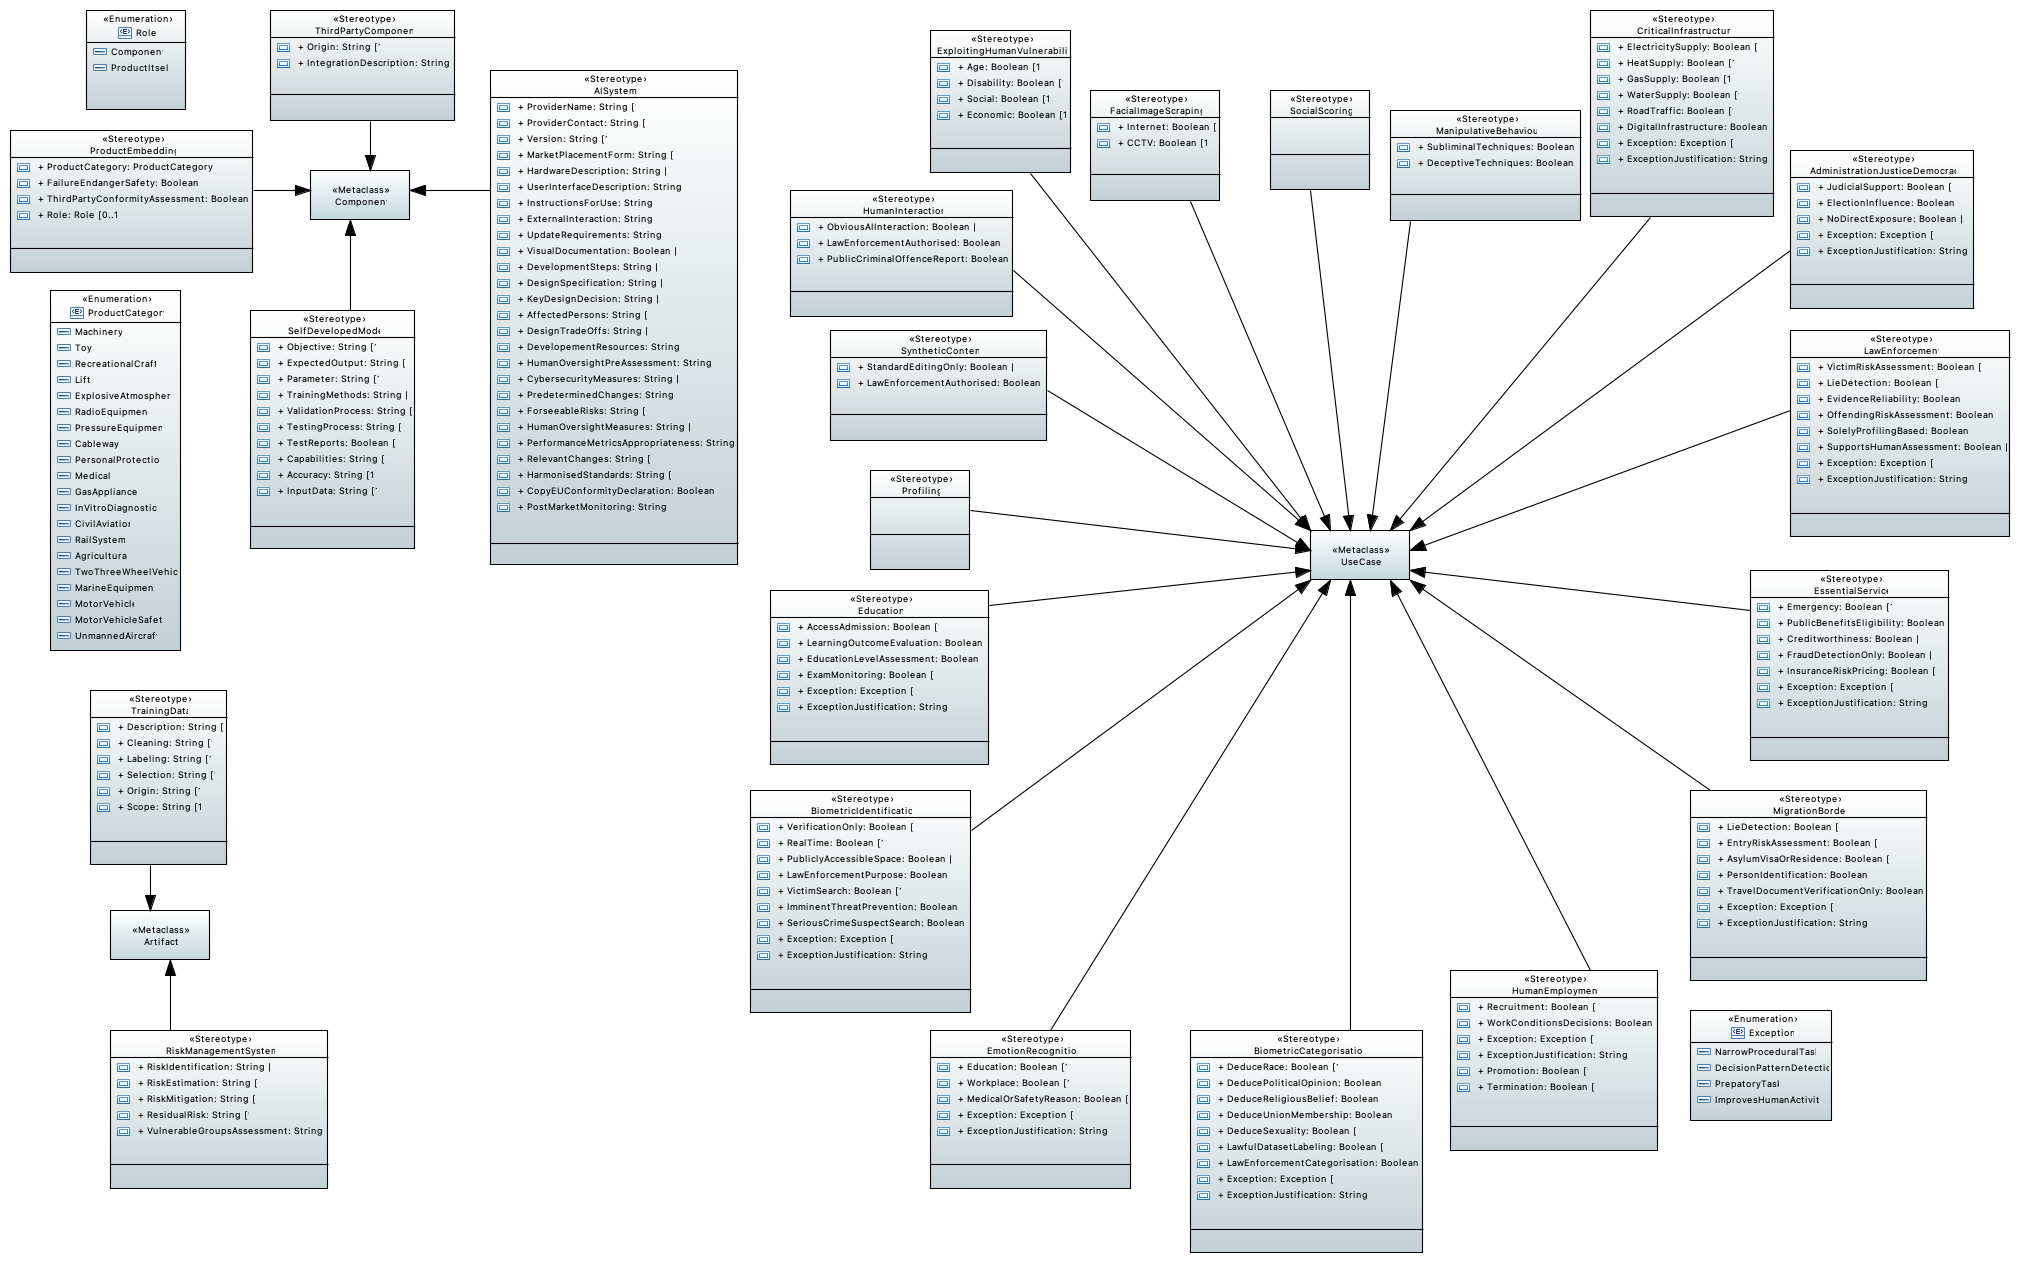 «Enumeration»
Role
Componen
ProductItsel
«Stereotype»
ThirdPartyComponen
+ Origin: String [
+ IntegrationDescription: String
«Stereotype»
ProductEmbedding
+ ProductCategory: ProductCategory
+ FailureEndangerSafety: Boolean
+ ThirdPartyConformityAssessment: Boolean
+ Role: Role [0..1
«Metaclass»
Componen
«Stereotype»
AISystem
+ ProviderName: String [
+ ProviderContact: String [
+ Version: String [
+ MarketPlacementForm: String [
+ HardwareDescription: String |
+ UserInterfaceDescription: String
+ InstructionsForUse: String
+ ExternalInteraction: String
+ UpdateRequirements: String
+ VisualDocumentation: Boolean |
+ DevelopmentSteps: String |
+ DesignSpecification: String |
+ KeyDesignDecision: String |
+ AffectedPersons: String [
+ DesignTradeOffs: String |
+ DevelopementResources: String
+ HumanOversightPreAssessment: String
+ CybersecurityMeasures: String |
+ PredeterminedChanges: String
+ ForseeableRisks: String [
+ HumanOversightMeasures: String |
+ PerformanceMetricsAppropriateness: String
+ RelevantChanges: String [
+ HarmonisedStandards: String [
+ CopyEUConformityDeclaration: Boolean
+ PostMarketMonitoring: String
«Enumeration»
ProductCategor
Machinery
Toy
RecreationalCraft
Lift
ExplosiveAtmospher
RadioEquipmen
PressureEquipmen
Cableway
PersonalProtectio
Medical
GasAppliance
InVitroDiagnostic
CivilAviation
RailSystem
Agricultura
TwoThreeWheelVehic
MarineEquipmen
MotorVehicle
MotorVehicleSafet
UnmannedAircraf
«Stereotype»
SelfDevelopedMode
+ Objective: String [
+ ExpectedOutput: String [
+ Parameter: String [
+ TrainingMethods: String |
+ ValidationProcess: String [
+ TestingProcess: String [
+ TestReports: Boolean [
+ Capabilities: String [
+ Accuracy: String [1
+ InputData: String [
«Stereotype»
TrainingData
+ Description: String [
+ Cleaning: String [
+ Labeling: String [
+ Selection: String [
+ Origin: String [
+ Scope: String [1
«Metaclass»
Artifact
«Stereotype»
RiskManagementSystem
+ RiskIdentification: String |
+ RiskEstimation: String [
+ RiskMitigation: String [
+ ResidualRisk: String [
+ VulnerableGroupsAssessment: String
«Stereotype»
ExploitingHumanVulnerabili
+ Age: Boolean [1
+ Disability: Boolean [
+ Social: Boolean [1
+ Economic: Boolean [1
«Stereotype»
FacialImageScraping
+ Internet: Boolean [
+ CCTV: Boolean [1
«Stereotype»
SocialScoring
«Stereotype»
ManipulativeBehaviou
+ SubliminalTechniques: Boolean
+ DeceptiveTechniques: Boolean
«Stereotype»
CriticalInfrastructur
+ ElectricitySupply: Boolean [
+ HeatSupply: Boolean [
+ GasSupply: Boolean [1
+ WaterSupply: Boolean [
+ RoadTraffic: Boolean [
+ DigitalInfrastructure: Boolean
+ Exception: Exception [
+ ExceptionJustification: String
«Stereotype»
AdministrationJusticeDemocrac
+ JudicialSupport: Boolean [
+ ElectionInfluence: Boolean
+ NoDirectExposure: Boolean |
+ Exception: Exception [
+ ExceptionJustification: String
«Stereotype»
HumanInteraction
+ ObviousAIInteraction: Boolean |
+ LawEnforcementAuthorised: Boolean
+ PublicCriminalOffenceReport: Boolean
«Stereotype»
SyntheticConten
+ StandardEditingOnly: Boolean |
+ LawEnforcementAuthorised: Boolean
«Stereotype»
LawEnforcement
+ VictimRiskAssessment: Boolean [
+ LieDetection: Boolean [
+ EvidenceReliability: Boolean
+ OffendingRiskAssessment: Boolean
+ SolelyProfilingBased: Boolean
+ SupportsHumanAssessment: Boolean |
+ Exception: Exception [
+ ExceptionJustification: String
«Stereotype»
Profiling
«Metaclass»
UseCase
«Stereotype»
Education
+ AccessAdmission: Boolean [
+ LearningOutcomeEvaluation: Boolean
+ EducationLevelAssessment: Boolean
+ ExamMonitoring: Boolean [
+ Exception: Exception [
+ ExceptionJustification: String
«Stereotype»
EssentialService
+ Emergency: Boolean [
+ PublicBenefitsEligibility: Boolean
+ Creditworthiness: Boolean |
+ FraudDetectionOnly: Boolean |
+ InsuranceRiskPricing: Boolean [
+ Exception: Exception [
+ ExceptionJustification: String
«Stereotype»
BiometricIdentificatio
+ VerificationOnly: Boolean [
+ RealTime: Boolean [
+ PubliclyAccessibleSpace: Boolean |
+ LawEnforcementPurpose: Boolean
+ VictimSearch: Boolean [
+ ImminentThreatPrevention: Boolean
+ SeriousCrimeSuspectSearch: Boolean
+ Exception: Exception [
+ ExceptionJustification: String
«Stereotype»
MigrationBorde
+ LieDetection: Boolean [
+ EntryRiskAssessment: Boolean [
+ AsylumVisaOrResidence: Boolean [
+ PersonIdentification: Boolean
+ TravelDocumentVerificationOnly: Boolean
+ Exception: Exception [
+ ExceptionJustification: String
«Stereotype»
EmotionRecognitio
+ Education: Boolean [
+ Workplace: Boolean [
+ MedicalOrSafetyReason: Boolean [
+ Exception: Exception [
+ ExceptionJustification: String
«Stereotype»
BiometricCategorisatio
+ DeduceRace: Boolean [
+ DeducePoliticalOpinion: Boolean
+ DeduceReligiousBelief: Boolean
+ DeduceUnionMembership: Boolean
+ DeduceSexuality: Boolean [
+ LawfulDatasetLabeling: Boolean [
+ LawEnforcementCategorisation: Boolean
+ Exception: Exception [
+ ExceptionJustification: String
«Stereotype»
HumanEmploymen
+ Recruitment: Boolean [
+ WorkConditionsDecisions: Boolean
+ Exception: Exception [
+ ExceptionJustification: String
+ Promotion: Boolean [
+ Termination: Boolean [
«Enumeration»
Exception
NarrowProceduralTas
DecisionPatternDetectio
PrepatoryTask
ImprovesHumanActivit